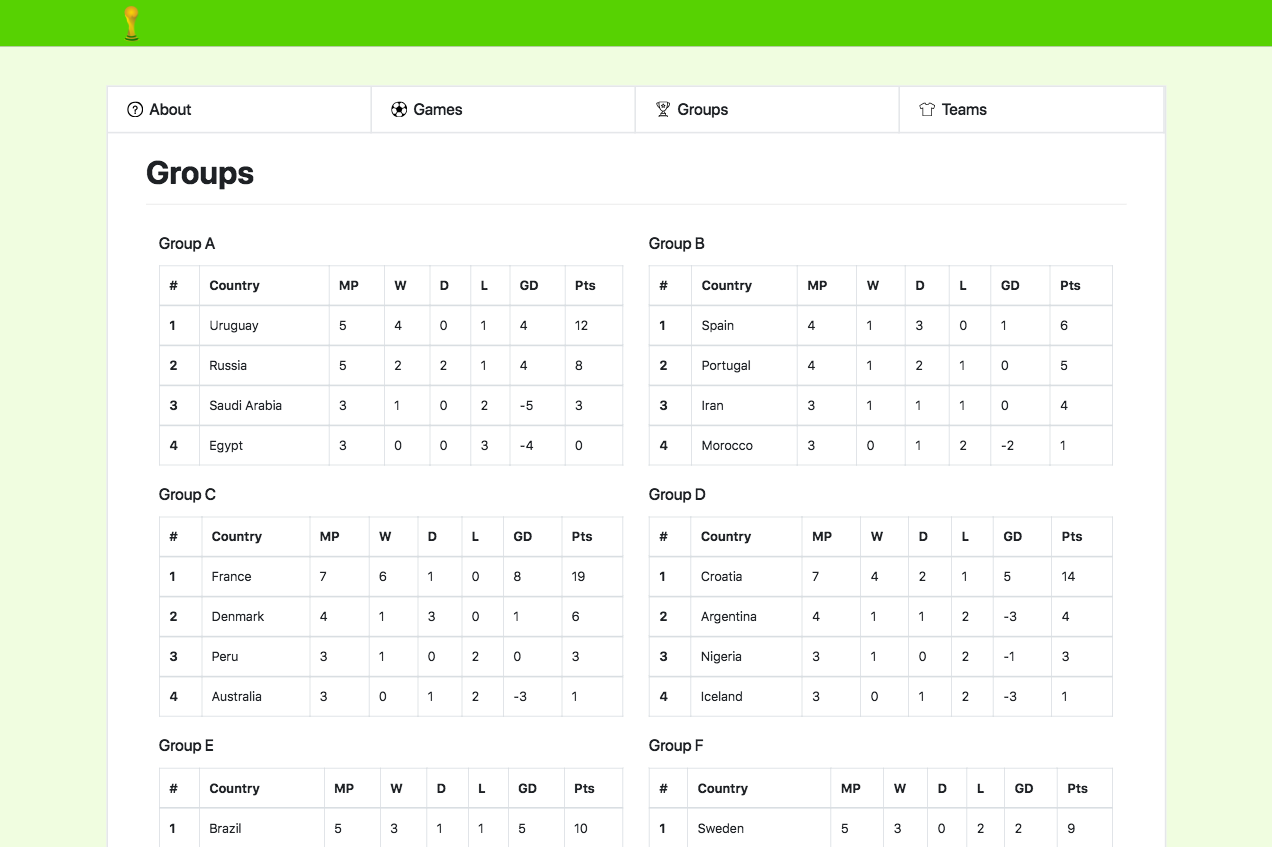 About Games Groups Teams
Groups
Group A
# Country MP W D L GD Pts
1 Uruguay 5 4 0 1 4 12
2 Russia 5 2 2 1 4 8
3 Saudi Arabia 3 1 0 2 -5 3
4 Egypt 3 0 0 3 -4 0
Group B
# Country MP W D L GD Pts
1 Spain 4 1 3 0 1 6
2 Portugal 4 1 2 1 0 5
3 Iran 3 1 1 1 0 4
4 Morocco 3 0 1 2 -2 1
Group C
# Country MP W D L GD Pts
1 France 7 6 1 0 8 19
2 Denmark 4 1 3 0 1 6
3 Peru 3 1 0 2 0 3
4 Australia 3 0 1 2 -3 1
Group D
# Country MP W D L GD Pts
1 Croatia 7 4 2 1 5 14
2 Argentina 4 1 1 2 -3 4
3 Nigeria 3 1 0 2 -1 3
4 Iceland 3 0 1 2 -3 1
Group E
# Country MP W D L GD Pts
1 Brazil 5 3 1 1 5 10
Group F
# Country MP W D L GD Pts
1 Sweden 5 3 0 2 2 9